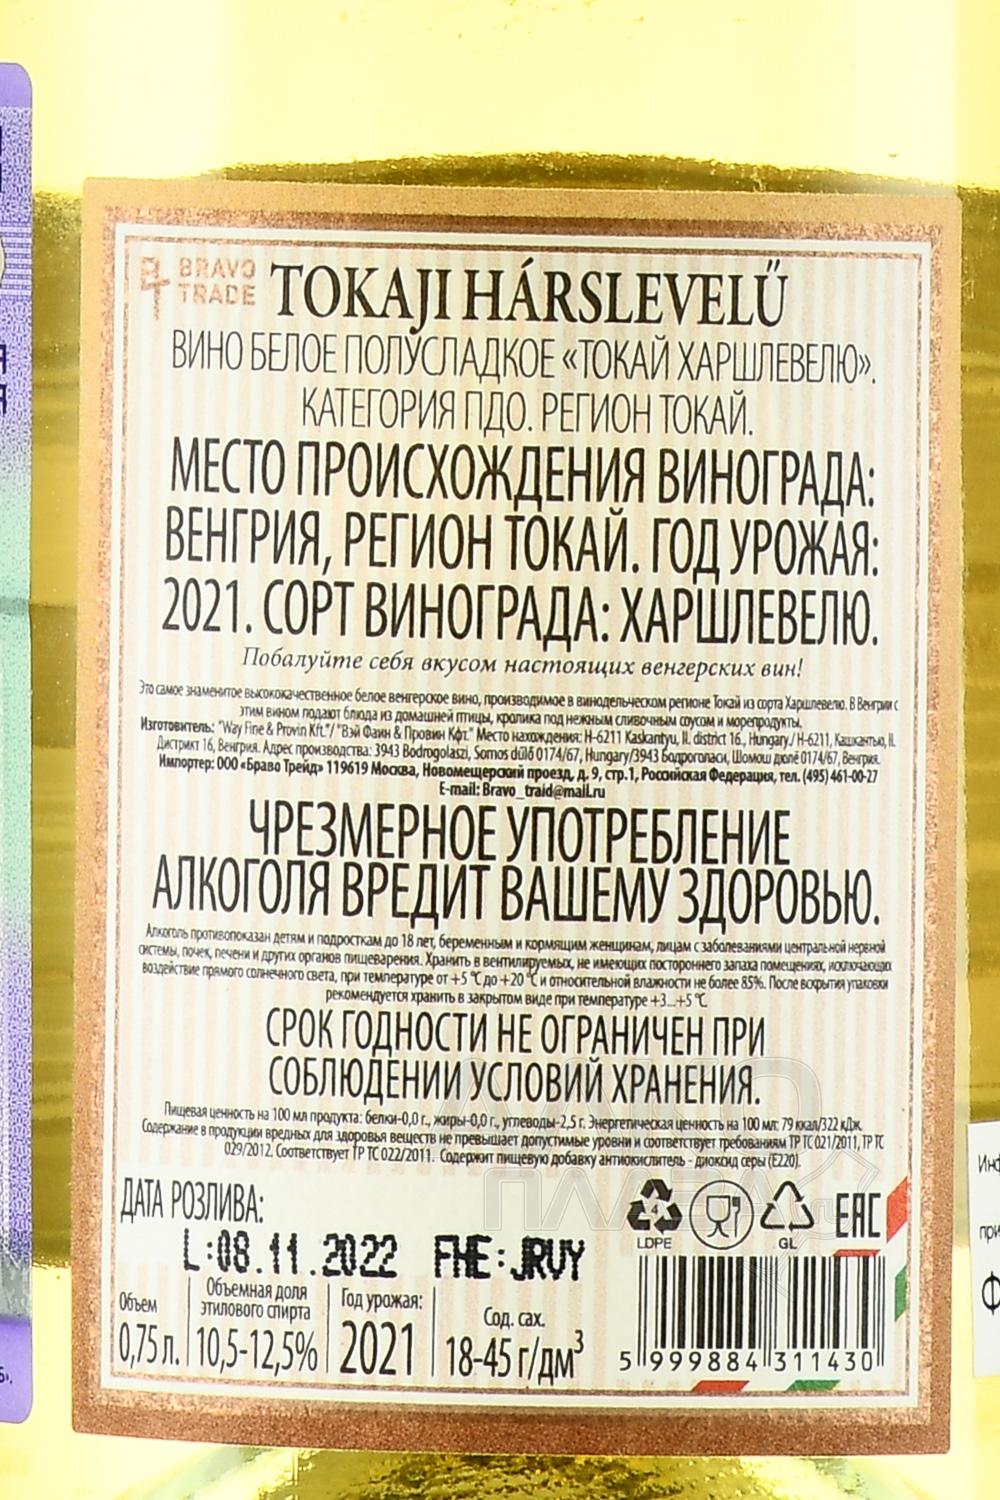 BRAVO
TRADE
TOKAJI HÁRSLEVELŰ
ВИНО БЕЛОЕ ПОЛУСЛАДКОЕ «ТОКАЙ ХАРШЛЕВЕЛЮ».
КАТЕГОРИЯ ПДО. РЕГИОН ТОКАЙ.
МЕСТО ПРОИСХОЖДЕНИЯ ВИНОГРАДА:
ВЕНГРИЯ, РЕГИОН ТОКАЙ. ГОД УРОЖАЯ:
2021. СОРТ ВИНОГРАДА: ХАРШЛЕВЕЛЮ.
Побалуйте себя вкусом настоящих венгерских вин!
Это самое знаменитое высококачественное белое венгерское вино, производимое в винодельческом регионе Токай из сорта Харшлевелю. В Венгрии с
этим вином подают блюда из домашней птицы, кролика под нежным сливочным соусом и морепродукты.
Изготовитель: "Way Fine & Provin Kft."/ "Вэй Фаин & Провин Кфт." Место нахождения: H-6211 Kaskantyu, II. district 16., Hungary./ H-6211, Кашкантью, II.
Дистрикт 16, Венгрия. Адрес производства: 3943 Bodrogolaszi, Somos dűlő 0174/67, Hungary/3943 Бодроголаси, Шомош дюлё 0174/67, Венгрия.
Импортер: ООО «Браво Трейд» 119619 Москва, Новомещерский проезд, д. 9, стр.1, Российская Федерация, тел. (495) 461-00-27
E-mail: Bravo_traid@mail.ru
ЧРЕЗМЕРНОЕ УПОТРЕБЛЕНИЕ
АЛКОГОЛЯ ВРЕДИТ ВАШЕМУ ЗДОРОВЬЮ.
Алкоголь противопоказан детям и подросткам до 18 лет, беременным и кормящим женщинам, лицам с заболеваниями центральной нервной
системы, почек, печени и других органов пищеварения. Хранить в вентилируемых, не имеющих постороннего запаха помещениях, исключающих
воздействие прямого солнечного света, при температуре от +5 ℃ до +20 ℃ и относительной влажности не более 85%. После вскрытия упаковки
рекомендуется хранить в закрытом виде при температуре +3...+5 ℃.
СРОК ГОДНОСТИ НЕ ОГРАНИЧЕН ПРИ
СОБЛЮДЕНИИ УСЛОВИЙ ХРАНЕНИЯ.
Пищевая ценность на 100 мл продукта: белки-0,0 г., жиры-0,0 г., углеводы-2,5 г. Энергетическая ценность на 100 мл: 79 ккал/322 кДж.
Содержание в продукции вредных для здоровья веществ не превышает допустимые уровни и соответствует требованиям ТР ТС 021/2011, ТР ТС
029/2012. Соответствует ТР ТС 022/2011. Содержит пищевую добавку антиокислитель - диоксид серы (Е220).
ДАТА РОЗЛИВА:
L:08.11.2022 FHE:JRUY
4
LDPE
GL
EAC
Объем
0,75 л.
Объемная доля
этилового спирта
10,5-12,5%
Год урожая:
2021
Сод. сах.
18-45 г/дм³
5 999884 311430
Инф
при
Ф